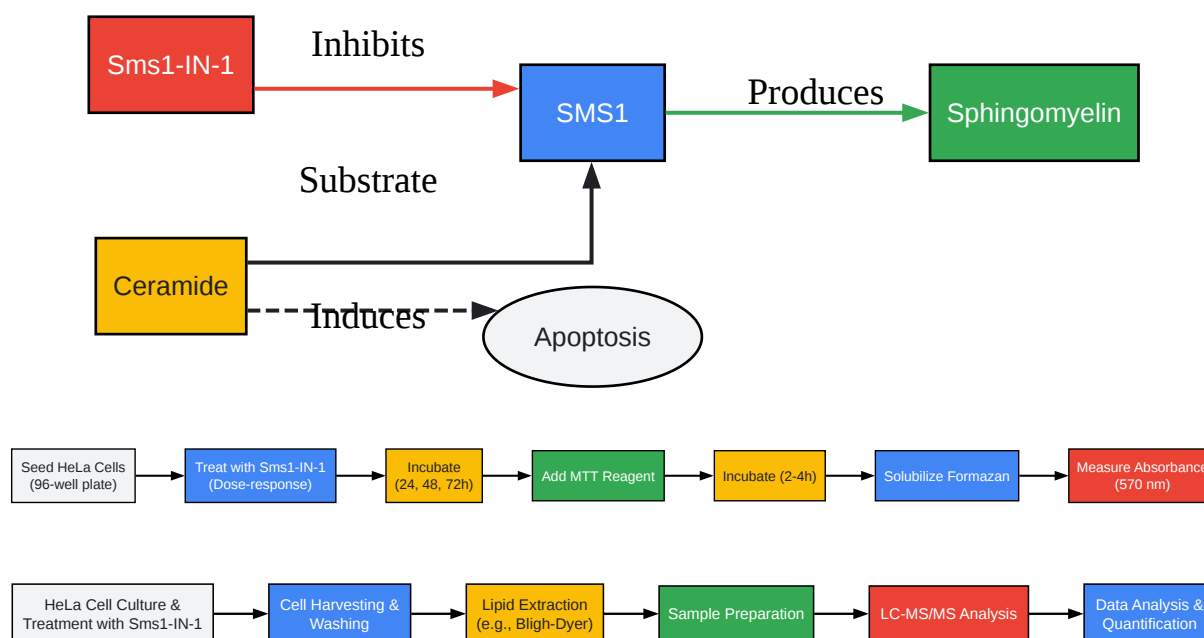 Sms1-IN-1
Inhibits
SMS1
Produces
Sphingomyelin
Substrate
Ceramide
Induces
Apoptosis
Seed HeLa Cells
(96-well plate)
Treat with Sms1-IN-1
(Dose-response)
Incubate
(24, 48, 72h)
Add MTT Reagent
Incubate (2-4h)
Solubilize Formazan
Measure Absorbance
(570 nm)
HeLa Cell Culture &
Treatment with Sms1-IN-1
Cell Harvesting &
Washing
Lipid Extraction
(e.g., Bligh-Dyer)
Sample Preparation
LC-MS/MS Analysis
Data Analysis &
Quantification